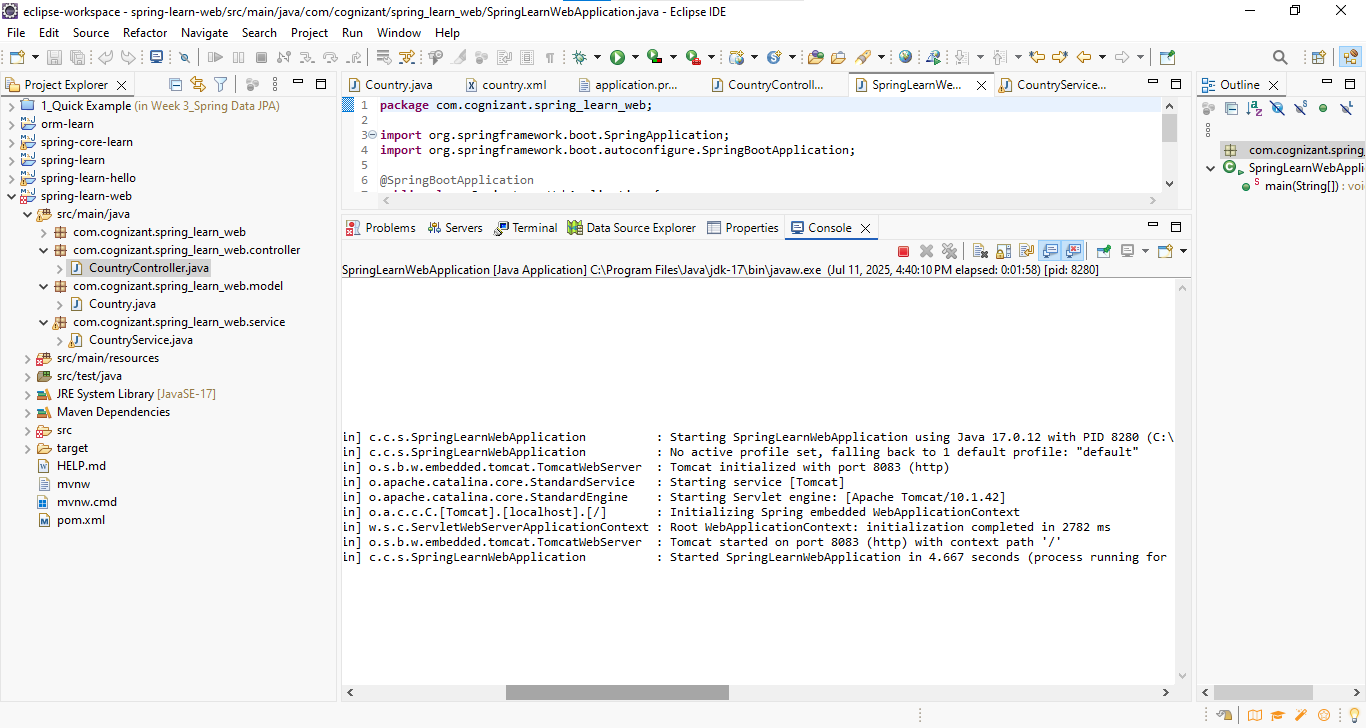 eclipse-workspace - spring-learn-web/src/main/java/com/cognizant/spring_learn_web/SpringLearnWebApplication.java - Eclipse IDE
File Edit Source Refactor Navigate Search Project Run Window Help
Project Explorer
1_Quick Example (in Week 3_Spring Data JPA)
orm-learn
spring-core-learn
spring-learn
spring-learn-hello
spring-learn-web
src/main/java
com.cognizant.spring_learn_web
com.cognizant.spring_learn_web.controller
CountryController.java
com.cognizant.spring_learn_web.model
Country.java
com.cognizant.spring_learn_web.service
CountryService.java
src/main/resources
src/test/java
JRE System Library [JavaSE-17]
Maven Dependencies
src
target
HELP.md
mvnw
mvnw.cmd
pom.xml
Country.java country.xml application.pr... CountryControll... SpringLearnWe... CountryService...
1 package com.cognizant.spring_learn_web;
2
3 import org.springframework.boot.SpringApplication;
4 import org.springframework.boot.autoconfigure.SpringBootApplication;
5
6 @SpringBootApplication
Problems Servers Terminal Data Source Explorer Properties Console
SpringLearnWebApplication [Java Application] C:\Program Files\Java\jdk-17\bin\javaw.exe (Jul 11, 2025, 4:40:10 PM elapsed: 0:01:58) [pid: 8280]
in] c.c.s.SpringLearnWebApplication : Starting SpringLearnWebApplication using Java 17.0.12 with PID 8280 (C:\
in] c.c.s.SpringLearnWebApplication : No active profile set, falling back to 1 default profile: "default"
in] o.s.b.w.embedded.tomcat.TomcatWebServer : Tomcat initialized with port 8083 (http)
in] o.apache.catalina.core.StandardService : Starting service [Tomcat]
in] o.apache.catalina.core.StandardEngine : Starting Servlet engine: [Apache Tomcat/10.1.42]
in] o.a.c.c.C.[Tomcat].[localhost].[/] : Initializing Spring embedded WebApplicationContext
in] w.s.c.ServletWebServerApplicationContext : Root WebApplicationContext: initialization completed in 2782 ms
in] o.s.b.w.embedded.tomcat.TomcatWebServer : Tomcat started on port 8083 (http) with context path '/'
in] c.c.s.SpringLearnWebApplication : Started SpringLearnWebApplication in 4.667 seconds (process running for
Outline
com.cognizant.spring
SpringLearnWebAppli
main(String[]) : voi